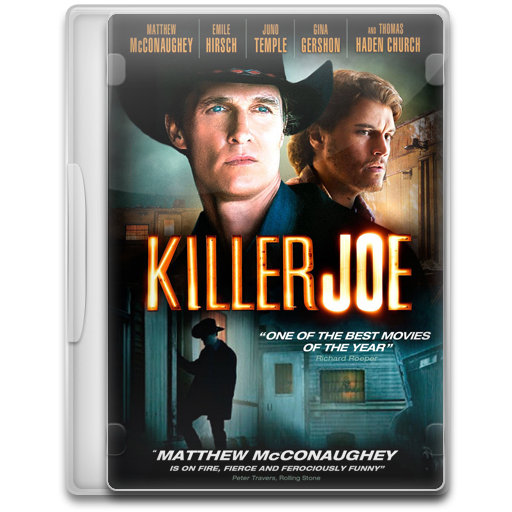 MATTHEW McCONAUGHEY
EMILE HIRSCH
JUNO TEMPLE
GINA GERSHON
AND THOMAS HADEN CHURCH
KILLER JOE
"ONE OF THE BEST MOVIES
OF THE YEAR"
Richard Roeper
"MATTHEW McCONAUGHEY
IS ON FIRE, FIERCE AND FEROCIOUSLY FUNNY"
Peter Travers, Rolling Stone